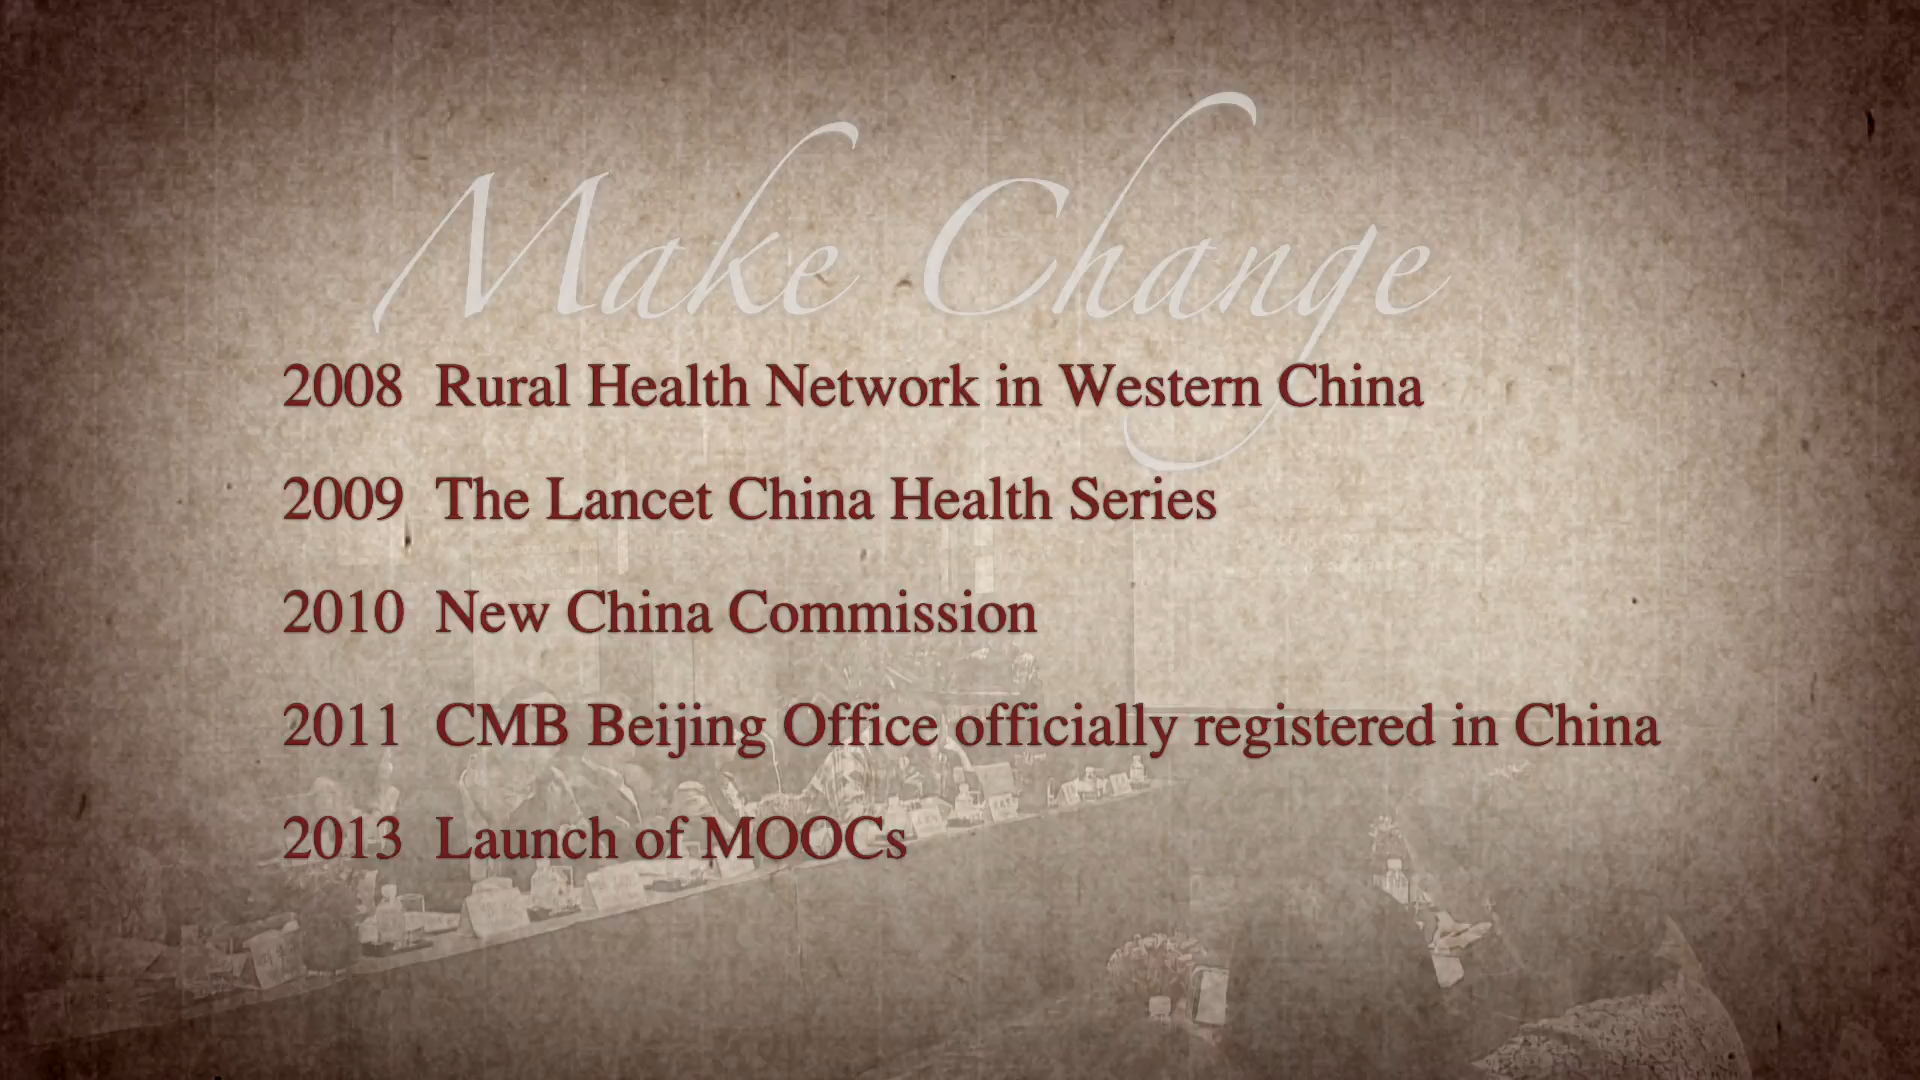 Make Change
2008 Rural Health Network in Western China
2009 The Lancet China Health Series
2010 New China Commission
2011 CMB Beijing Office officially registered in China
2013 Launch of MOOCs